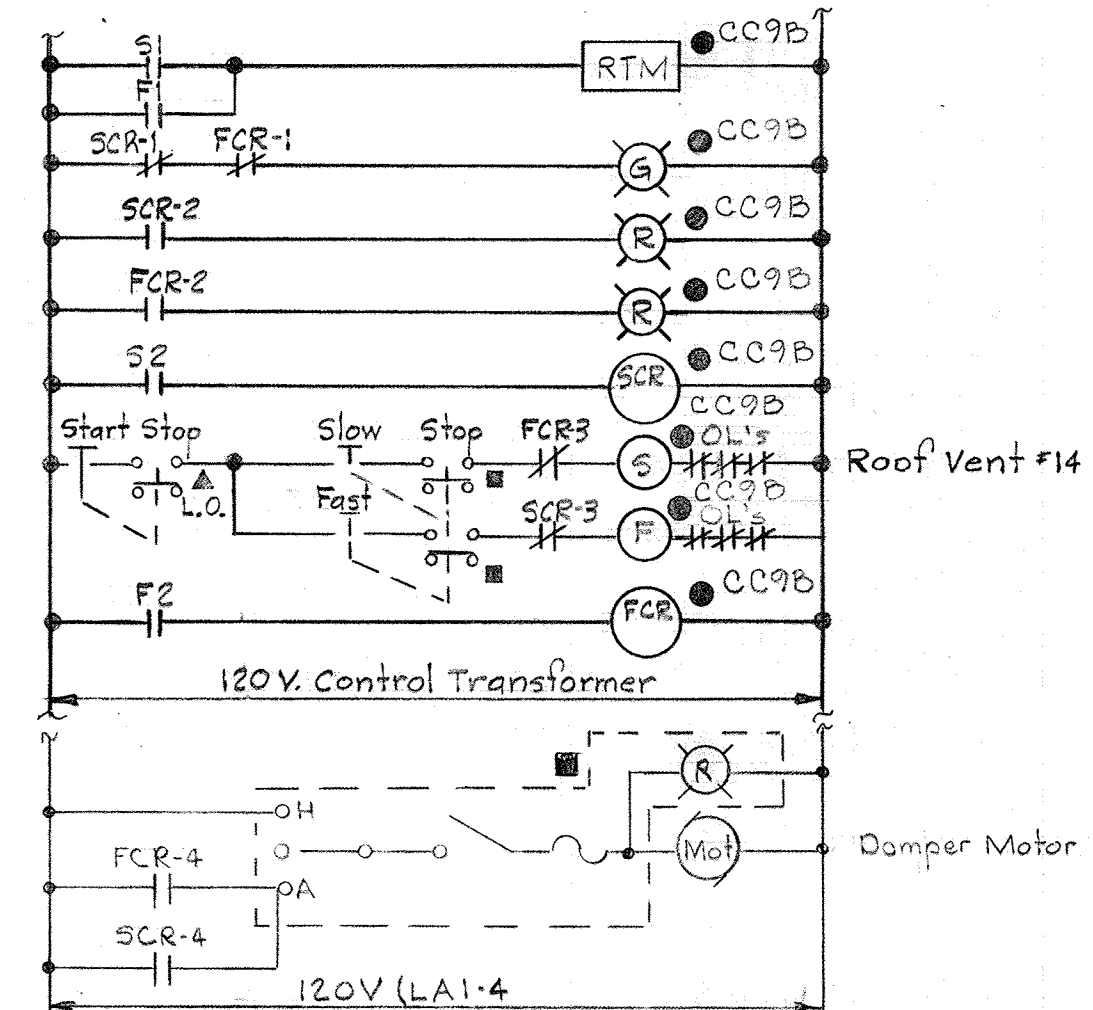 S1
CC9B
RTM
F1
SCR-1
FCR-1
CC9B
G
SCR-2
CC9B
R
FCR-2
CC9B
R
S2
CC9B
SCR
CC9B
Start Stop
Slow
Stop
FCR-3
S
OL's
Roof Vent #14
L.O.
Fast
CC9B
SCR-3
F
OL's
F2
CC9B
FCR
120 V. Control Transformer
R
H
FCR-4
Mot
Damper Motor
A
SCR-4
120V (LA1-4